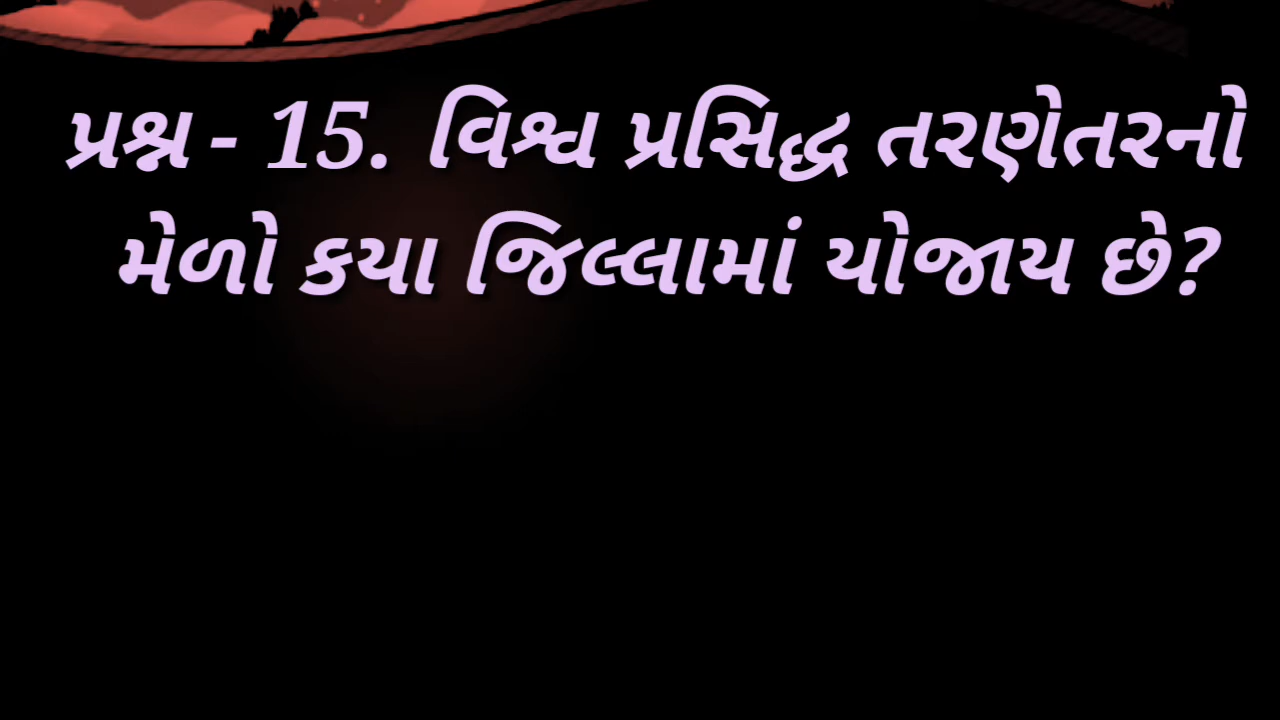 પ્રશ્ન - 15. વિશ્વ પ્રસિદ્ધ તરણેતરનો
મેળો કયા જિલ્લામાં યોજાય છે?